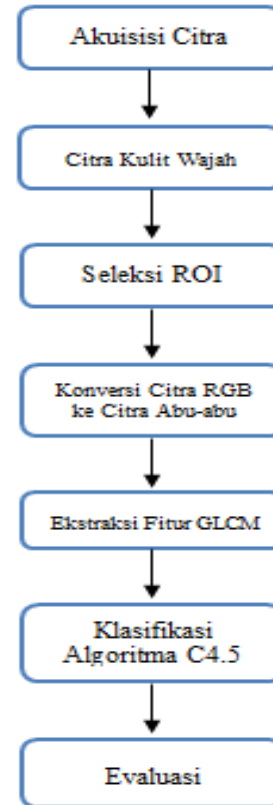 Akuisisi Citra
Citra Kulit Wajah
Seleksi ROI
Konversi Citra RGB
ke Citra Abu-abu
Ekstraksi Fitur GLCM
Klasifikasi
Algoritma C4.5
Evaluasi